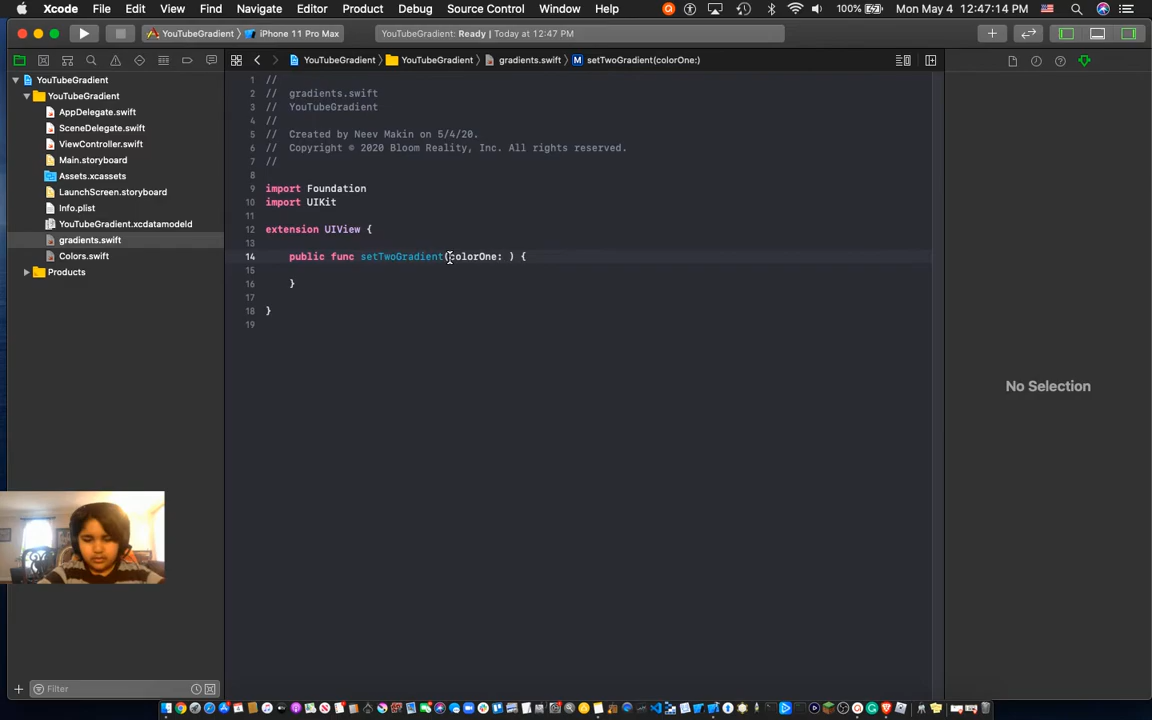 Xcode File Edit View Find Navigate Editor Product Debug Source Control Window Help 100% Mon May 4 12:47:14 PM
YouTubeGradient iPhone 11 Pro Max YouTubeGradient: Ready | Today at 12:47 PM
YouTubeGradient YouTubeGradient gradients.swift M setTwoGradient(colorOne:)
YouTubeGradient
YouTubeGradient
AppDelegate.swift
SceneDelegate.swift
ViewController.swift
Main.storyboard
Assets.xcassets
LaunchScreen.storyboard
Info.plist
YouTubeGradient.xcdatamodeld
gradients.swift
Colors.swift
Products
1 //
2 // gradients.swift
3 // YouTubeGradient
4 //
5 // Created by Neev Makin on 5/4/20.
6 // Copyright © 2020 Bloom Reality, Inc. All rights reserved.
7 //
8
9 import Foundation
10 import UIKit
11
12 extension UIView {
13
14 public func setTwoGradient(colorOne: ) {
15
16 }
17
18 }
19
No Selection
Filter